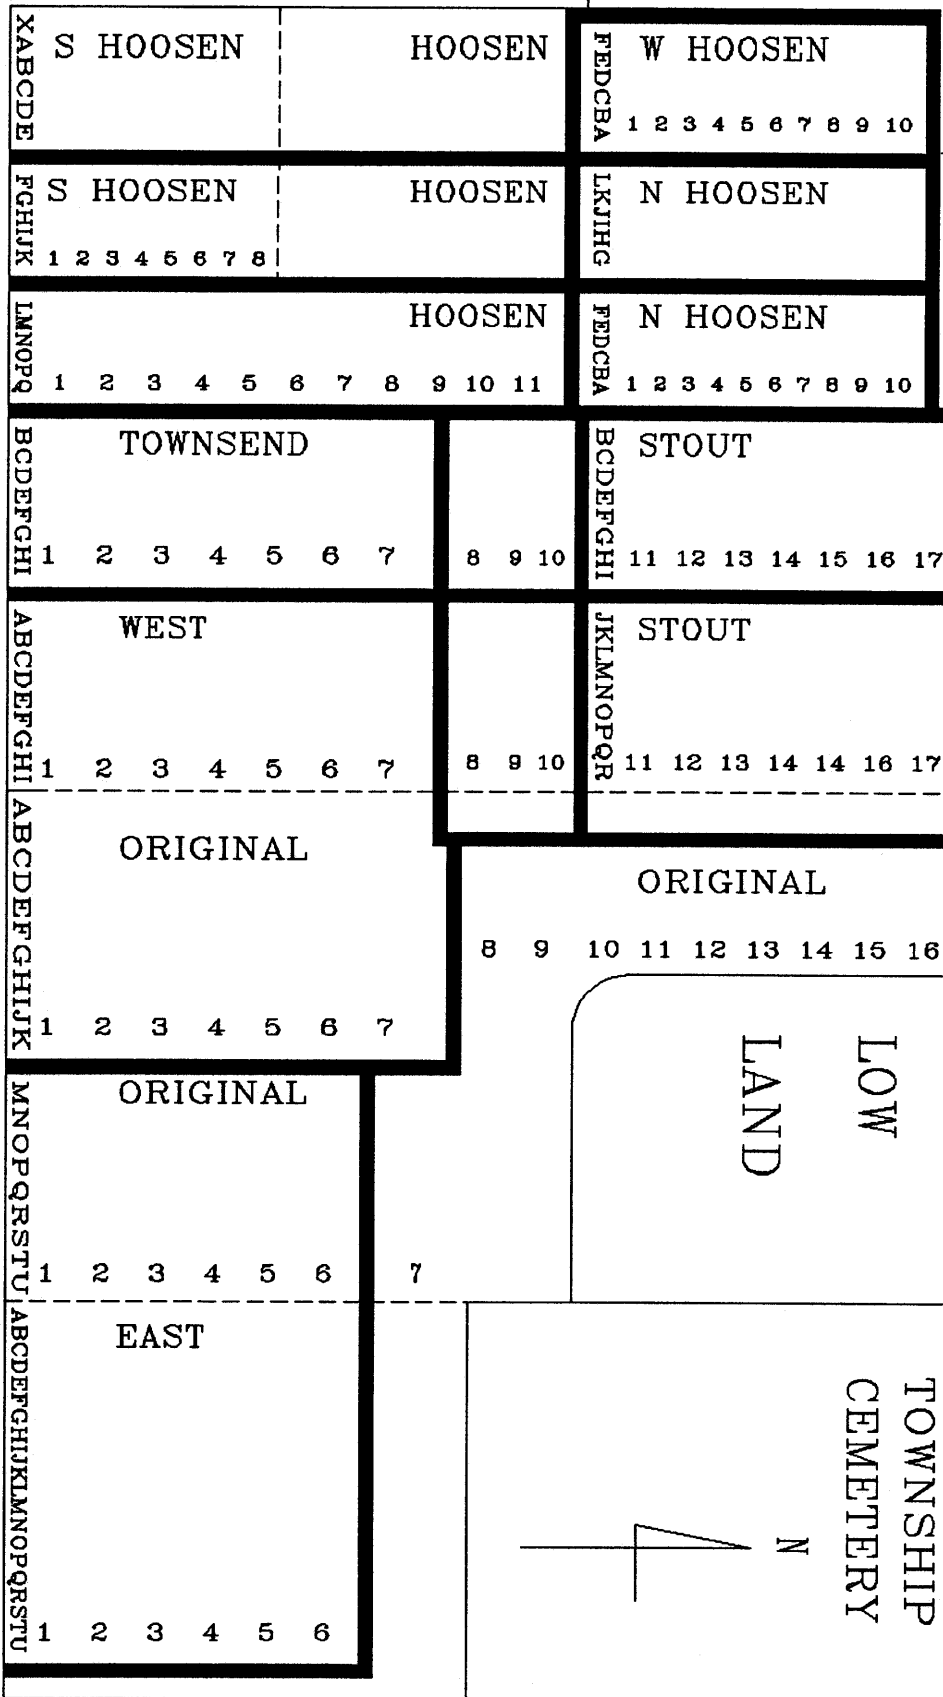 XABCDE
S HOOSEN
HOOSEN
FEDCBA
W HOOSEN
1 2 3 4 5 6 7 8 9 10
FGHIJK
S HOOSEN
1 2 3 4 5 6 7 8
HOOSEN
LKJIHG
N HOOSEN
LMNOPQ
HOOSEN
1 2 3 4 5 6 7 8 9 10 11
FEDCBA
N HOOSEN
1 2 3 4 5 6 7 8 9 10
BCDEFGHI
TOWNSEND
1 2 3 4 5 6 7
8 9 10
BCDEFGHI
STOUT
11 12 13 14 15 16 17
ABCDEFGHI
WEST
1 2 3 4 5 6 7
8 9 10
JKLMNOPQR
STOUT
11 12 13 14 14 16 17
ABCDEFGHIJK
ORIGINAL
1 2 3 4 5 6 7
ORIGINAL
8 9 10 11 12 13 14 15 16
LOW
LAND
MNOPQRSTU
ORIGINAL
1 2 3 4 5 6
7
ABCDEFGHIJKLMNOPQRSTU
EAST
1 2 3 4 5 6
TOWNSHIP
CEMETERY
N